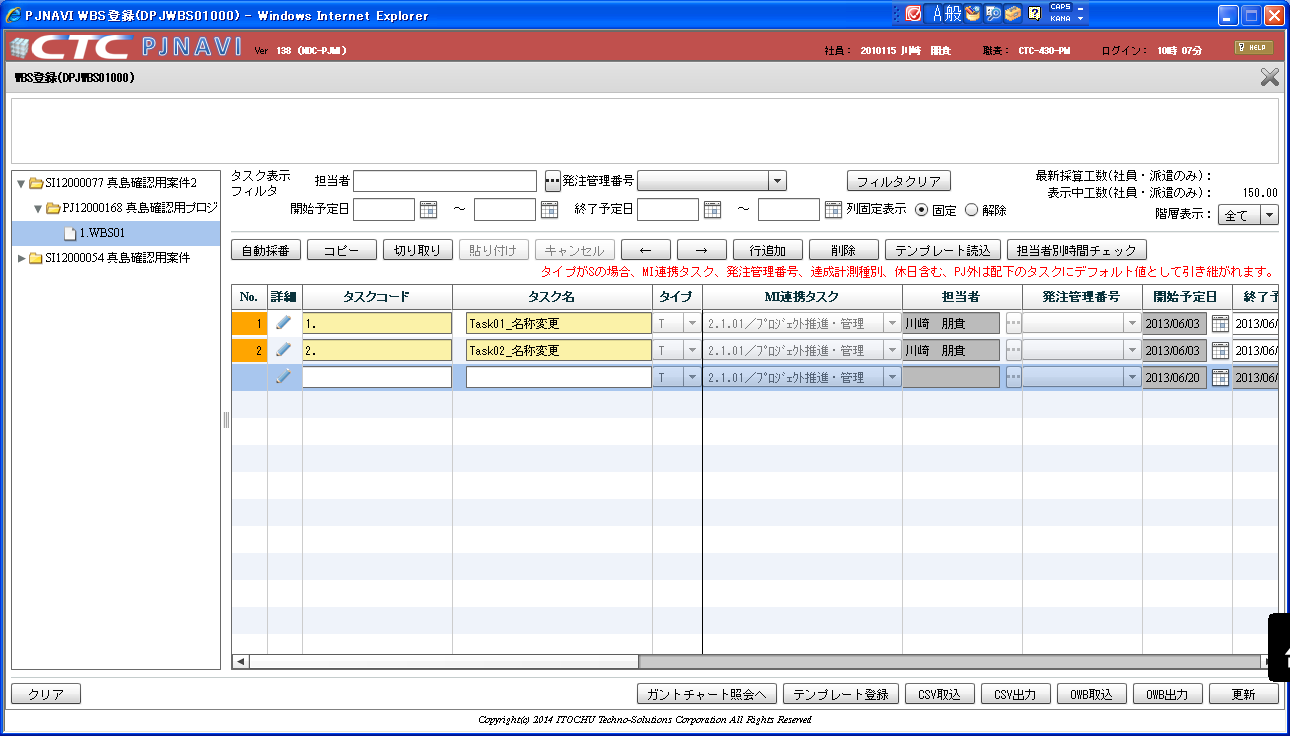 PJNAVI WBS登録(DPJWBS01000) - Windows Internet Explorer
A 般 CAPS KANA
CTC PJNAVI Ver 138 (NDC-PJMI) 社員： 2010115 川崎 朋貴 職責： CTC-430-PM ログイン： 10時 07分 HELP
WBS登録(DPJWBS01000)
SI12000077 真島確認用案件2
PJ12000168 真島確認用プロジ
1.WBS01
SI12000054 真島確認用案件
タスク表示フィルタ 担当者 発注管理番号 フィルタクリア 最新採算工数(社員・派遣のみ)：
表示中工数(社員・派遣のみ)： 150.00
開始予定日 ～ 終了予定日 ～ 列固定表示 固定 解除 階層表示： 全て
自動採番 コピー 切り取り 貼り付け キャンセル ← → 行追加 削除 テンプレート読込 担当者別時間チェック
タイプがSの場合、MI連携タスク、発注管理番号、達成計測種別、休日含む、PJ外は配下のタスクにデフォルト値として引き継がれます。
No. 詳細 タスクコード タスク名 タイプ MI連携タスク 担当者 発注管理番号 開始予定日 終了予
1 1. Task01_名称変更 T 2.1.01／プロジェクト推進・管理 川崎 朋貴 2013/06/03 2013/06/
2 2. Task02_名称変更 T 2.1.01／プロジェクト推進・管理 川崎 朋貴 2013/06/03 2013/06/
T 2.1.01／プロジェクト推進・管理 2013/06/20 2013/06/
クリア ガントチャート照会へ テンプレート登録 CSV取込 CSV出力 OWB取込 OWB出力 更新
Copyright(c) 2014 ITOCHU Techno-Solutions Corporation All Rights Reserved